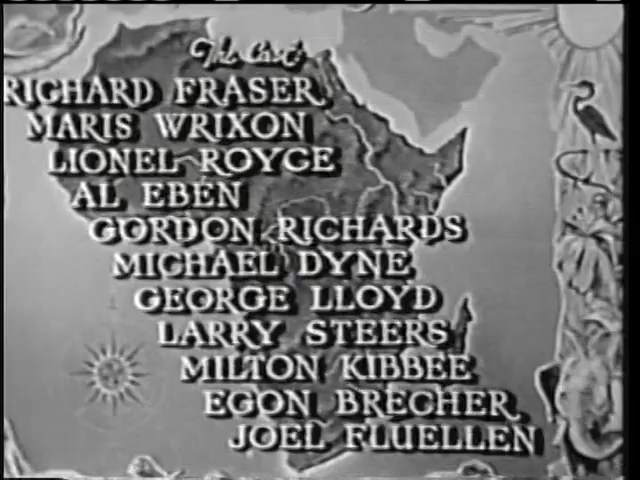 The Cast
RICHARD FRASER
MARIS WRIXON
LIONEL ROYCE
AL EBEN
GORDON RICHARDS
MICHAEL DYNE
GEORGE LLOYD
LARRY STEERS
MILTON KIBBEE
EGON BRECHER
JOEL FLUELLEN